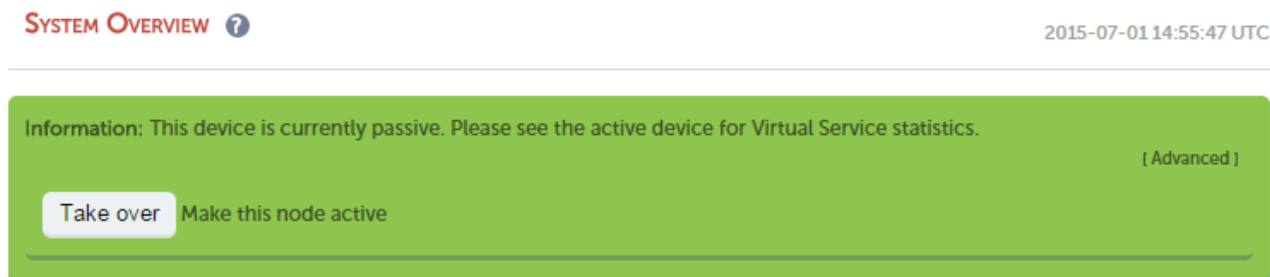 SYSTEM OVERVIEW ?
2015-07-01 14:55:47 UTC
Information: This device is currently passive. Please see the active device for Virtual Service statistics.
[ Advanced ]
Take over Make this node active